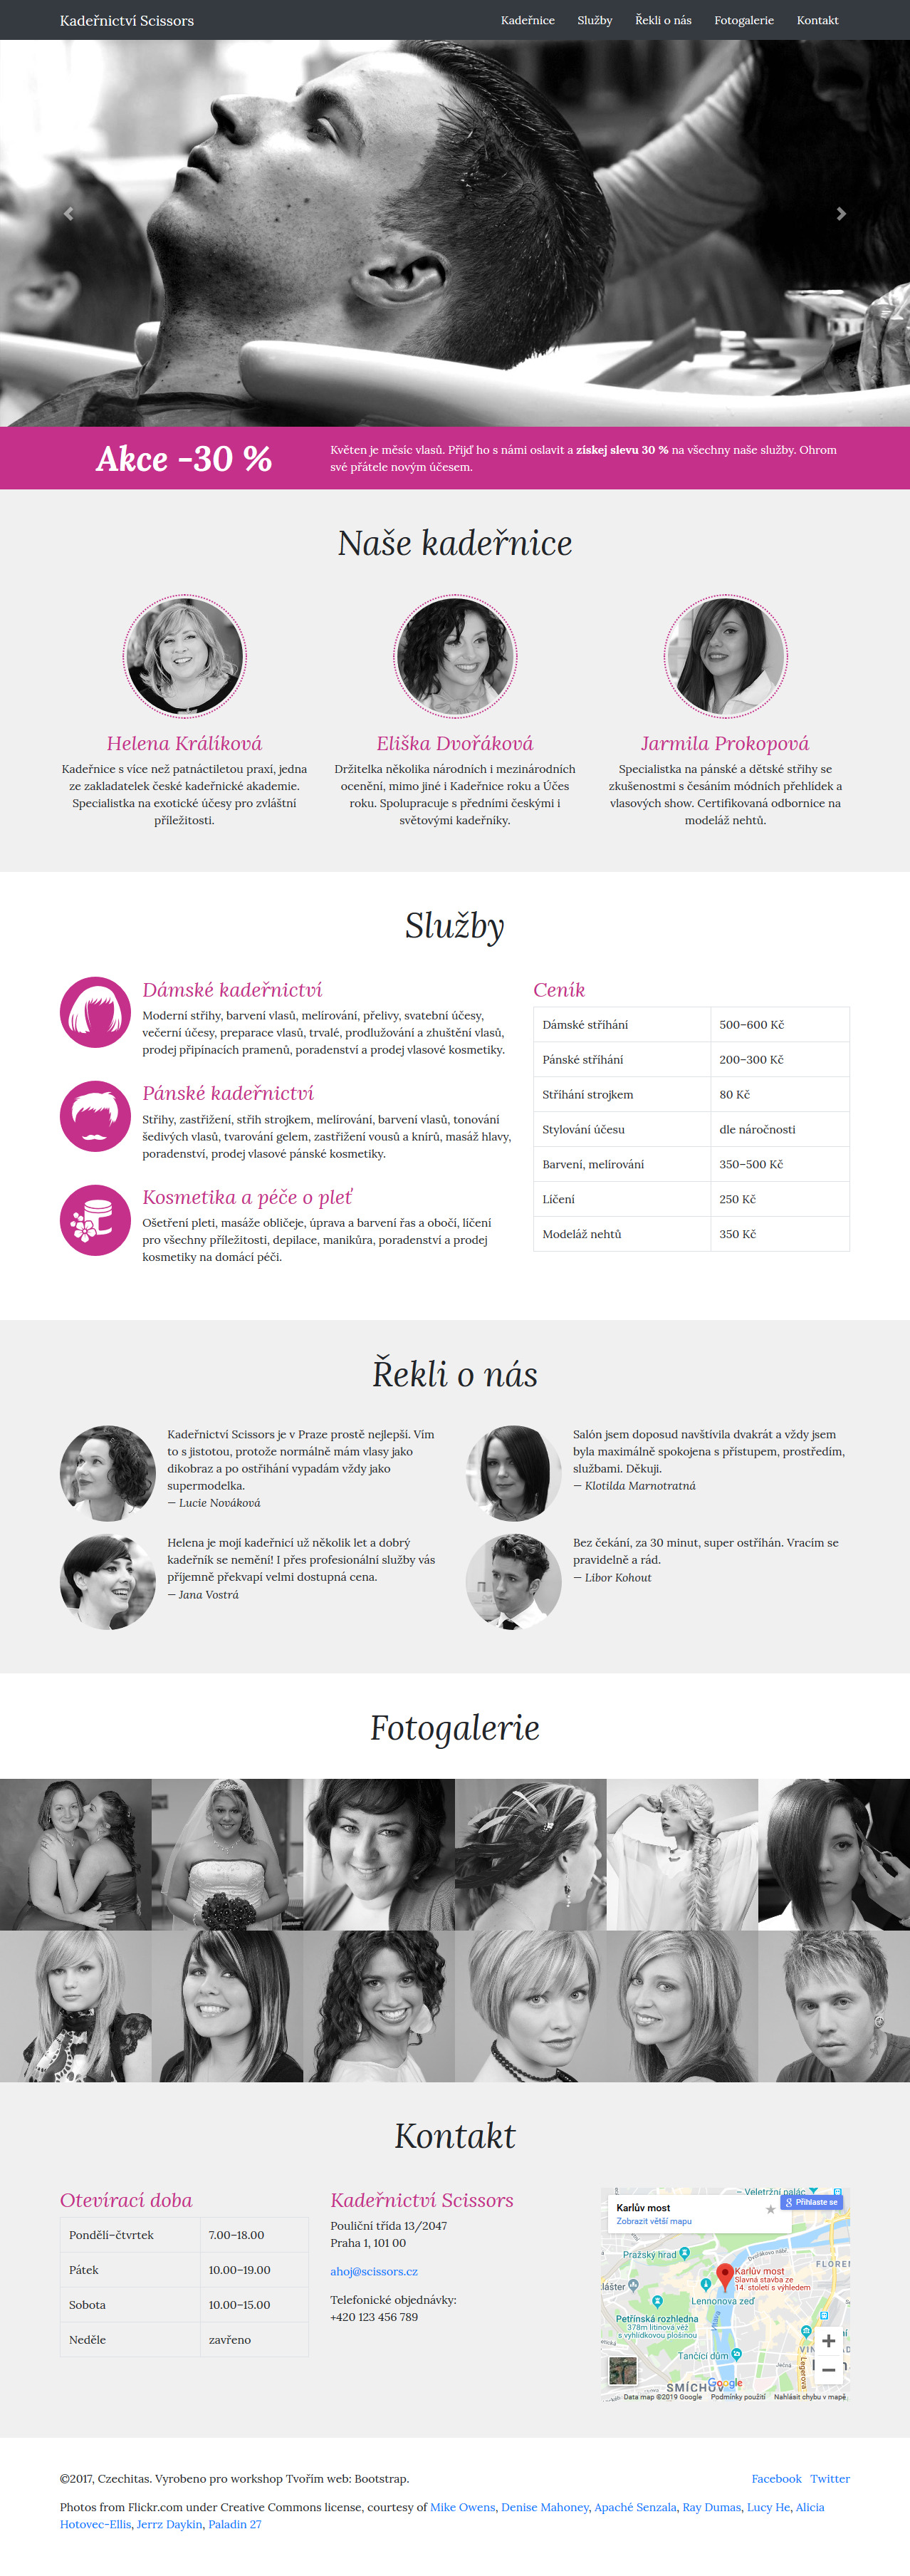 Kadeřnictví Scissors
Kadeřnice Služby Řekli o nás Fotogalerie Kontakt
Akce -30 %
Květen je měsíc vlasů. Přijď ho s námi oslavit a získej slevu 30 % na všechny naše služby. Ohrom
své přátele novým účesem.
Naše kadeřnice
Helena Králíková
Kadeřnice s více než patnáctiletou praxí, jedna
ze zakladatelek české kadeřnické akademie.
Specialistka na exotické účesy pro zvláštní
příležitosti.
Eliška Dvořáková
Držitelka několika národních i mezinárodních
ocenění, mimo jiné i Kadeřnice roku a Účes
roku. Spolupracuje s předními českými i
světovými kadeřníky.
Jarmila Prokopová
Specialistka na pánské a dětské střihy se
zkušenostmi s česáním módních přehlídek a
vlasových show. Certifikovaná odbornice na
modeláž nehtů.
Služby
Dámské kadeřnictví
Moderní střihy, barvení vlasů, melírování, přelivy, svatební účesy,
večerní účesy, preparace vlasů, trvalé, prodlužování a zhuštění vlasů,
prodej připínacích pramenů, poradenství a prodej vlasové kosmetiky.
Pánské kadeřnictví
Střihy, zastřižení, střih strojkem, melírování, barvení vlasů, tonování
šedivých vlasů, tvarování gelem, zastřižení vousů a knírů, masáž hlavy,
poradenství, prodej vlasové pánské kosmetiky.
Kosmetika a péče o pleť
Ošetření pleti, masáže obličeje, úprava a barvení řas a obočí, líčení
pro všechny příležitosti, depilace, manikůra, poradenství a prodej
kosmetiky na domácí péči.
Ceník
Dámské stříhání 500–600 Kč
Pánské stříhání 200–300 Kč
Stříhání strojkem 80 Kč
Stylování účesu dle náročnosti
Barvení, melírování 350–500 Kč
Líčení 250 Kč
Modeláž nehtů 350 Kč
Řekli o nás
Kadeřnictví Scissors je v Praze prostě nejlepší. Vím
to s jistotou, protože normálně mám vlasy jako
dikobraz a po ostříhání vypadám vždy jako
supermodelka.
— Lucie Nováková
Salón jsem doposud navštívila dvakrát a vždy jsem
byla maximálně spokojena s přístupem, prostředím,
službami. Děkuji.
— Klotilda Marnotratná
Helena je mojí kadeřnicí už několik let a dobrý
kadeřník se nemění! I přes profesionální služby vás
příjemně překvapí velmi dostupná cena.
— Jana Vostrá
Bez čekání, za 30 minut, super ostříhán. Vracím se
pravidelně a rád.
— Libor Kohout
Fotogalerie
Kontakt
Otevírací doba
Pondělí–čtvrtek 7.00–18.00
Pátek 10.00–19.00
Sobota 10.00–15.00
Neděle zavřeno
Kadeřnictví Scissors
Pouliční třída 13/2047
Praha 1, 101 00
ahoj@scissors.cz
Telefonické objednávky:
+420 123 456 789
Veletržní palác
Karlův most
Zobrazit větší mapu
Přihlaste se
Pražský hrad
Dvořákovo nábř.
FLOREN
Karlův most
Slavná stavba ze
14. století s výhledem
Lennonova zeď
Petřínská rozhledna
378m litinová věž
s vyhlídkovou plošinou
Vltava
Tančící dům
Ječná
Legerova
SMÍCHOV
Google
Data map ©2019 Google Podmínky použití Nahlásit chybu v mapě
©2017, Czechitas. Vyrobeno pro workshop Tvořím web: Bootstrap.
Facebook Twitter
Photos from Flickr.com under Creative Commons license, courtesy of Mike Owens, Denise Mahoney, Apaché Senzala, Ray Dumas, Lucy He, Alicia
Hotovec-Ellis, Jerrz Daykin, Paladin 27